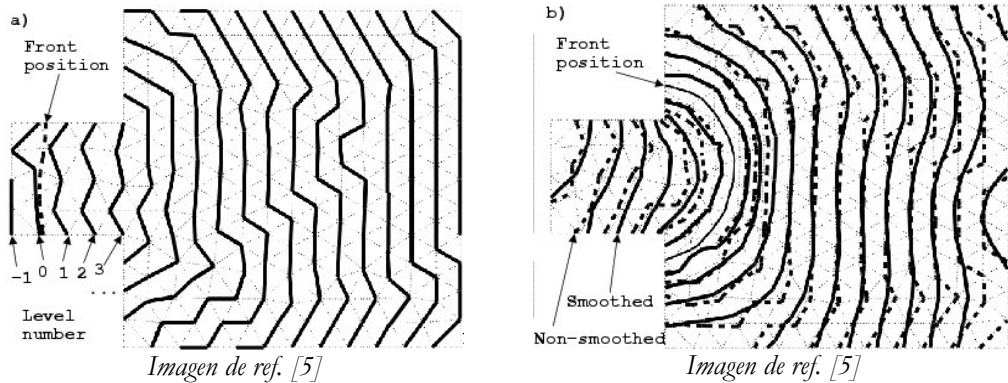 a)
Front
position
-1 0 1 2 3
...
Level
number
Imagen de ref. [5]
b)
Front
position
Smoothed
Non-smoothed
Imagen de ref. [5]